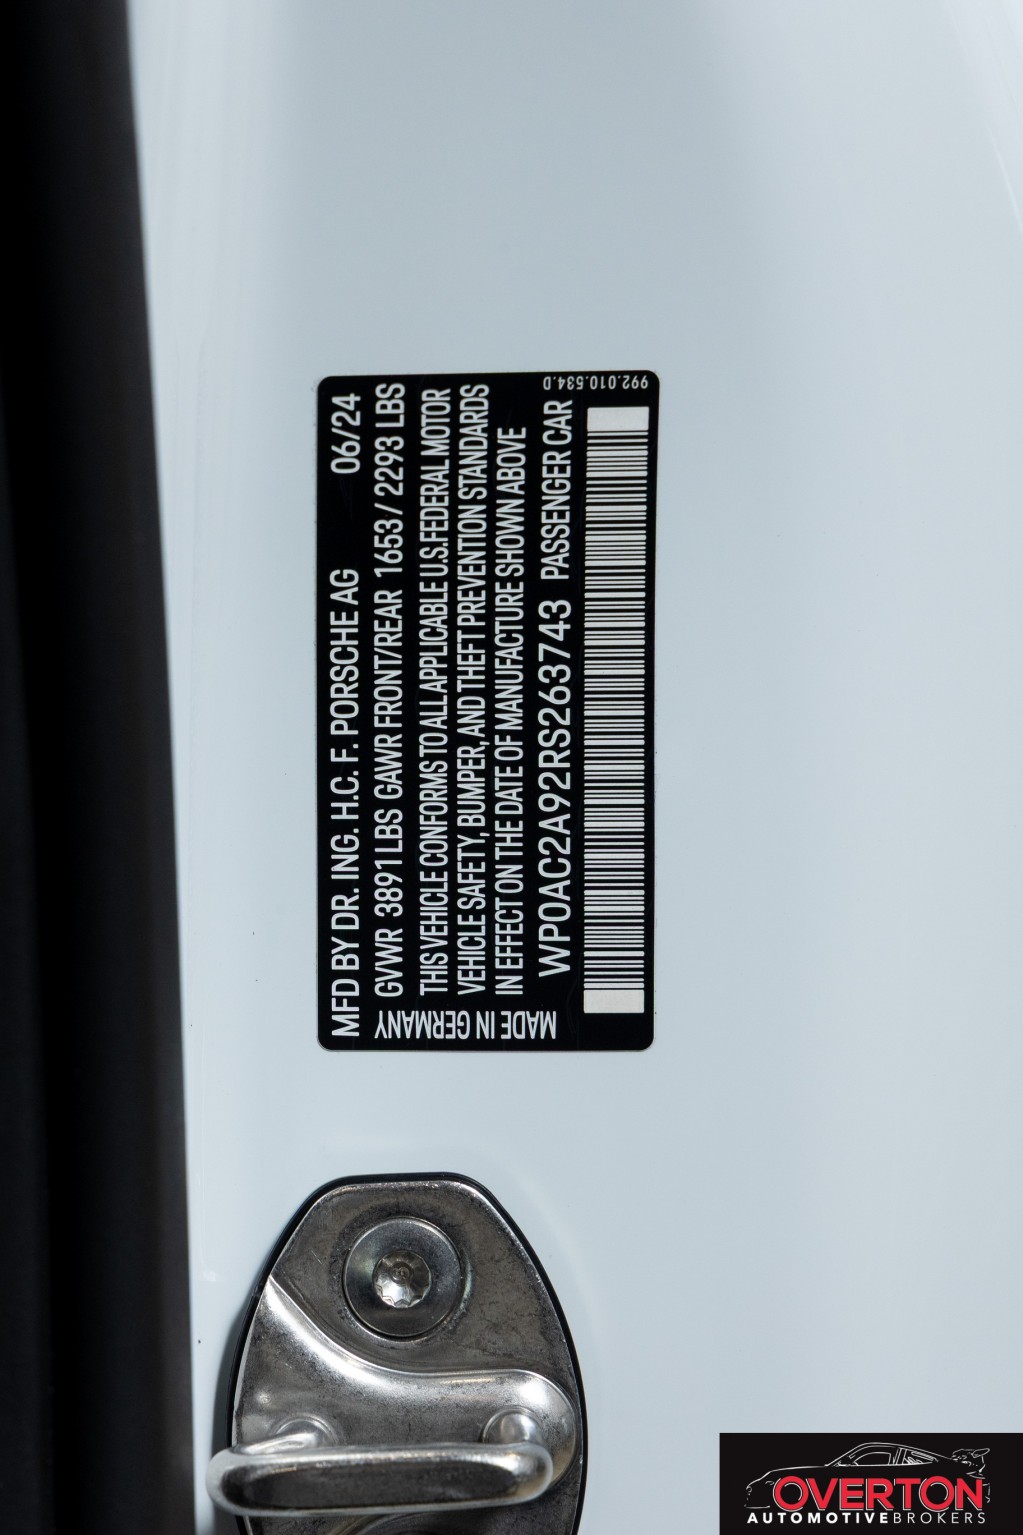 MFD BY DR. ING. H.C. F. PORSCHE AG 06/24
GVWR 3891 LBS GAWR FRONT/REAR 1653 / 2293 LBS
THIS VEHICLE CONFORMS TO ALL APPLICABLE U.S. FEDERAL MOTOR
VEHICLE SAFETY, BUMPER, AND THEFT PREVENTION STANDARDS
IN EFFECT ON THE DATE OF MANUFACTURE SHOWN ABOVE
WP0AC2A92RS263743 PASSENGER CAR
MADE IN GERMANY
992.010.534.D
OVERTON
AUTOMOTIVEBROKERS